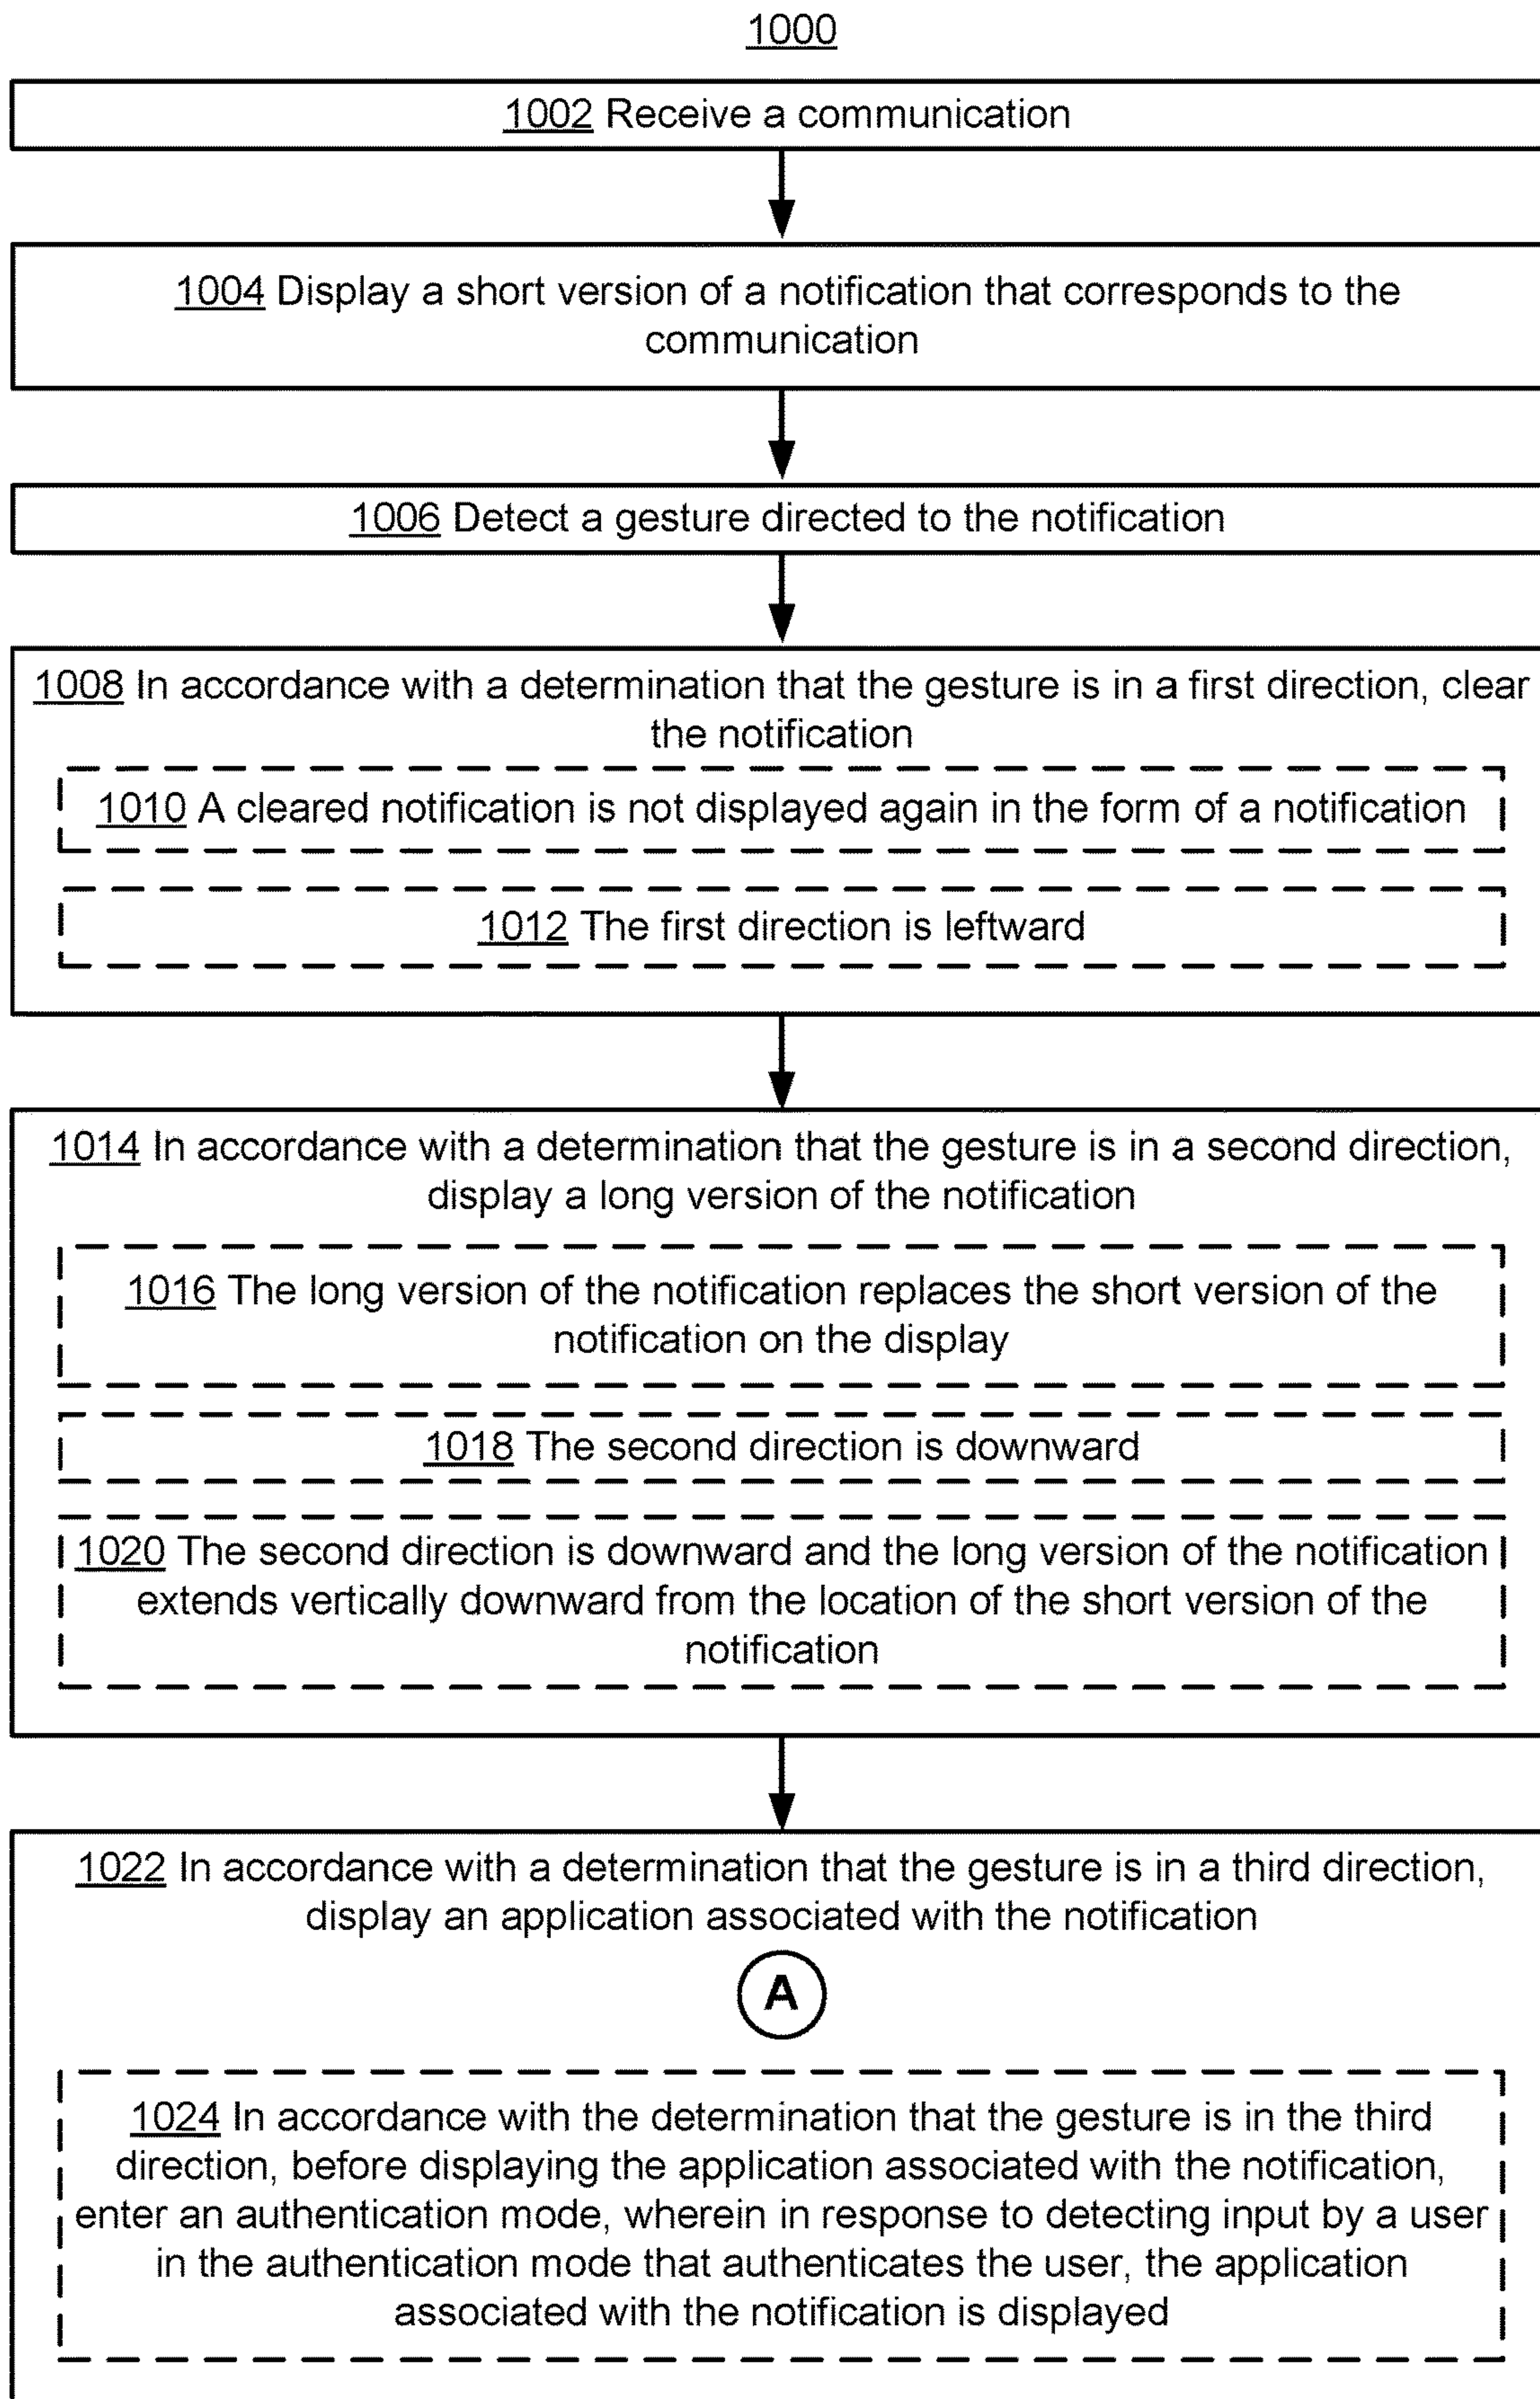 1000
1002 Receive a communication
1004 Display a short version of a notification that corresponds to the
communication
1006 Detect a gesture directed to the notification
1008 In accordance with a determination that the gesture is in a first direction, clear
the notification
1010 A cleared notification is not displayed again in the form of a notification
1012 The first direction is leftward
1014 In accordance with a determination that the gesture is in a second direction,
display a long version of the notification
1016 The long version of the notification replaces the short version of the
notification on the display
1018 The second direction is downward
1020 The second direction is downward and the long version of the notification
extends vertically downward from the location of the short version of the
notification
1022 In accordance with a determination that the gesture is in a third direction,
display an application associated with the notification
A
1024 In accordance with the determination that the gesture is in the third
direction, before displaying the application associated with the notification,
enter an authentication mode, wherein in response to detecting input by a user
in the authentication mode that authenticates the user, the application
associated with the notification is displayed